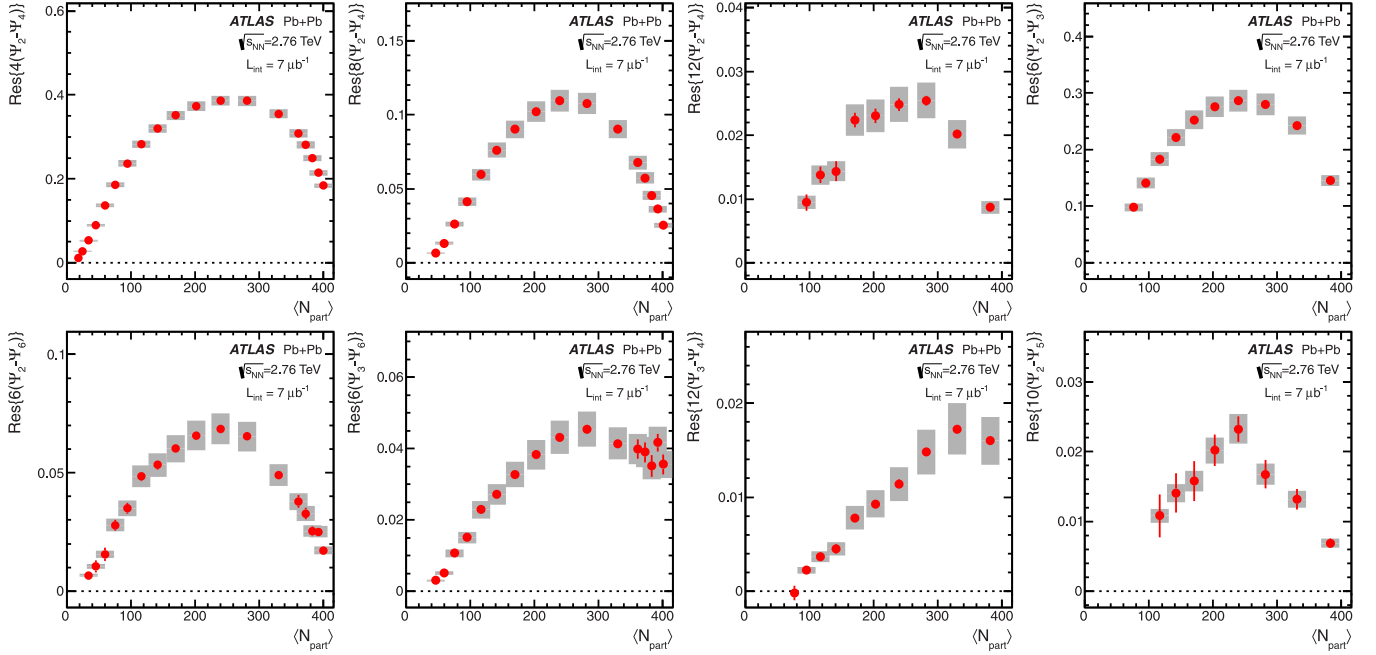 Res{4(Ψ2-Ψ4)}
ATLAS Pb+Pb
√sNN=2.76 TeV
Lint = 7 μb-1
0.6
0.4
0.2
0
0 100 200 300 400
⟨Npart⟩
Res{8(Ψ2-Ψ4)}
ATLAS Pb+Pb
√sNN=2.76 TeV
Lint = 7 μb-1
0.15
0.1
0.05
0
0 100 200 300 400
⟨Npart⟩
Res{12(Ψ2-Ψ4)}
ATLAS Pb+Pb
√sNN=2.76 TeV
Lint = 7 μb-1
0.04
0.03
0.02
0.01
0
0 100 200 300 400
⟨Npart⟩
Res{6(Ψ2-Ψ3)}
ATLAS Pb+Pb
√sNN=2.76 TeV
Lint = 7 μb-1
0.4
0.3
0.2
0.1
0
0 100 200 300 400
⟨Npart⟩
Res{6(Ψ2-Ψ6)}
ATLAS Pb+Pb
√sNN=2.76 TeV
Lint = 7 μb-1
0.1
0.05
0
0 100 200 300 400
⟨Npart⟩
Res{6(Ψ3-Ψ6)}
ATLAS Pb+Pb
√sNN=2.76 TeV
Lint = 7 μb-1
0.06
0.04
0.02
0
0 100 200 300 400
⟨Npart⟩
Res{12(Ψ3-Ψ4)}
ATLAS Pb+Pb
√sNN=2.76 TeV
Lint = 7 μb-1
0.02
0.01
0
0 100 200 300 400
⟨Npart⟩
Res{10(Ψ2-Ψ5)}
ATLAS Pb+Pb
√sNN=2.76 TeV
Lint = 7 μb-1
0.03
0.02
0.01
0
0 100 200 300 400
⟨Npart⟩